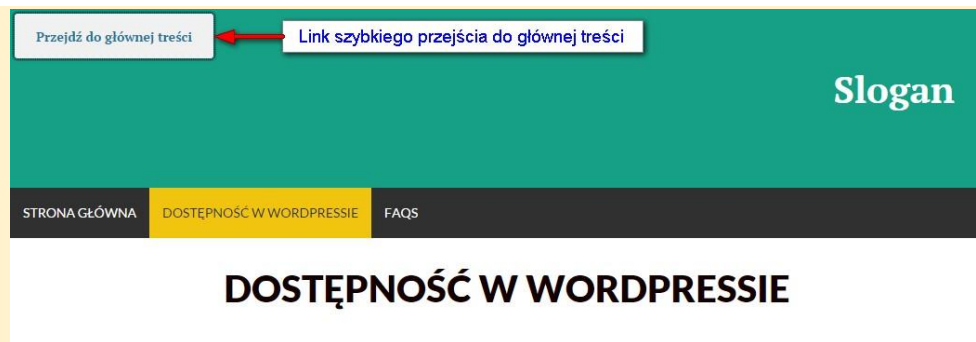 Przejdź do głównej treści
Link szybkiego przejścia do głównej treści
Slogan
STRONA GŁÓWNA DOSTĘPNOŚĆ W WORDPRESSIE FAQS
DOSTĘPNOŚĆ W WORDPRESSIE